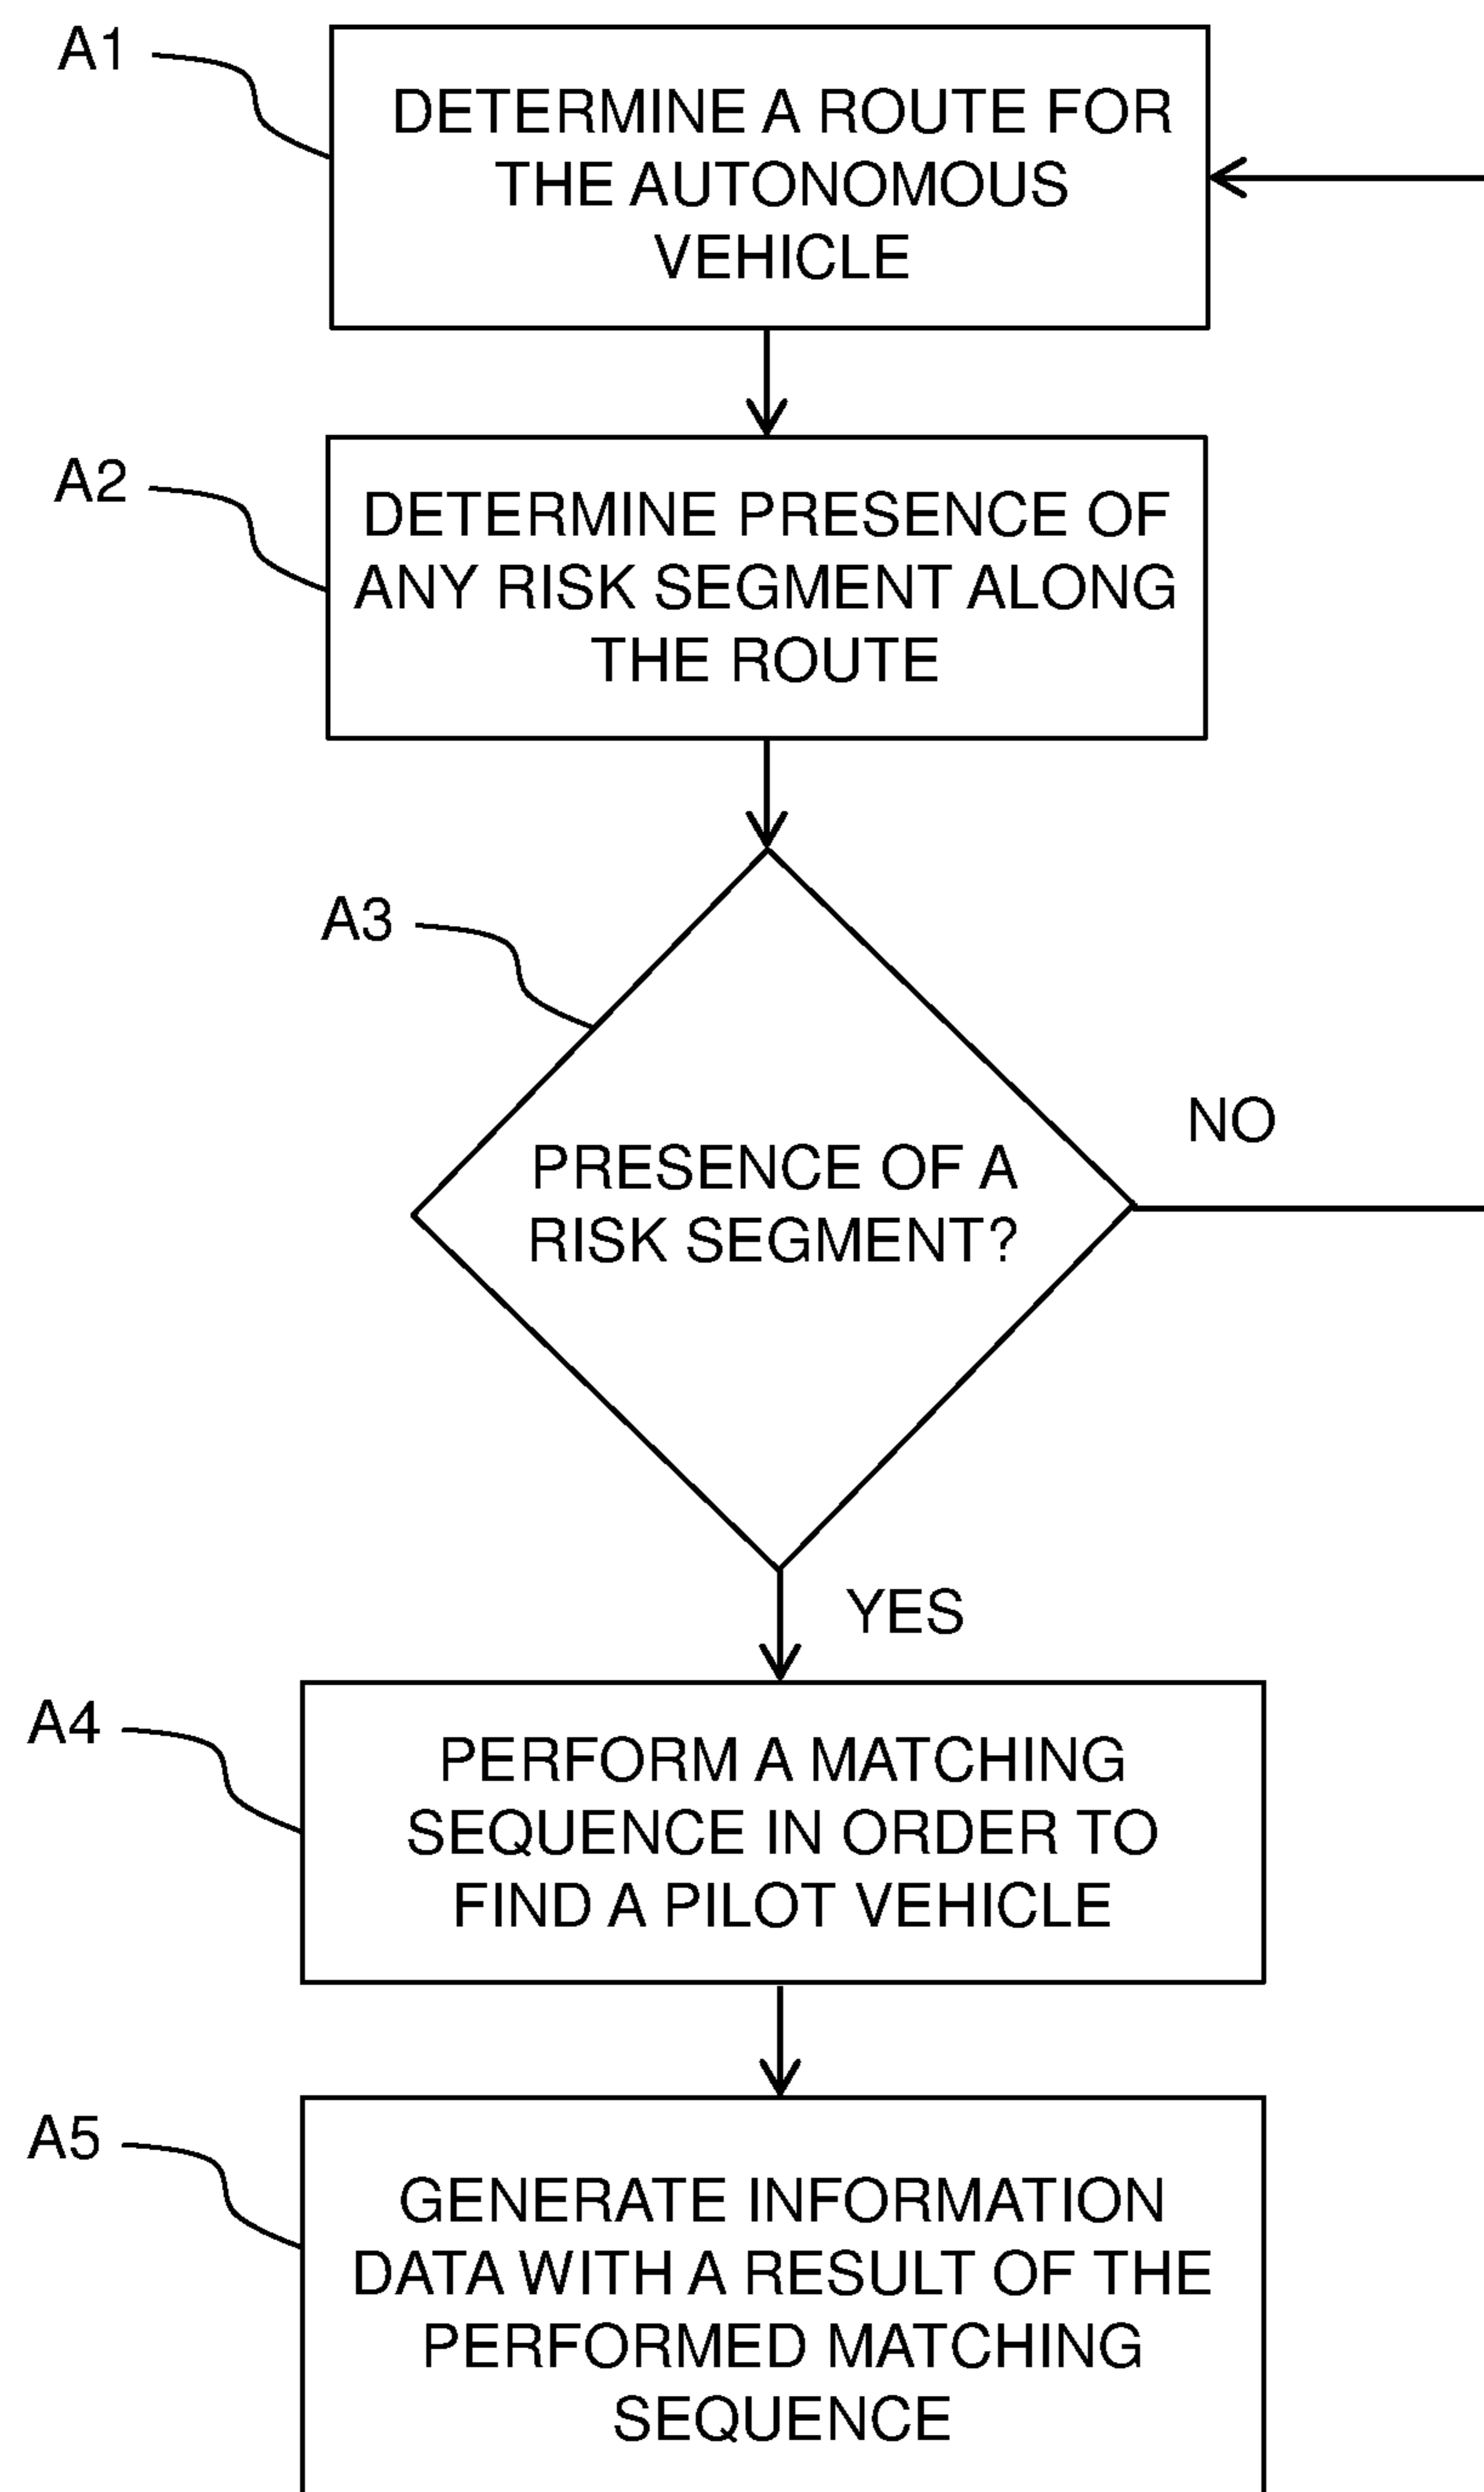 A1
DETERMINE A ROUTE FOR
THE AUTONOMOUS
VEHICLE
A2
DETERMINE PRESENCE OF
ANY RISK SEGMENT ALONG
THE ROUTE
A3
PRESENCE OF A
RISK SEGMENT?
NO
YES
A4
PERFORM A MATCHING
SEQUENCE IN ORDER TO
FIND A PILOT VEHICLE
A5
GENERATE INFORMATION
DATA WITH A RESULT OF THE
PERFORMED MATCHING
SEQUENCE